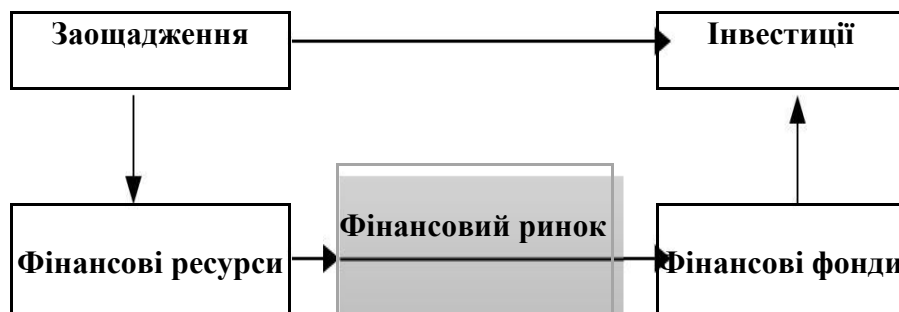 Заощадження
Інвестиції
Фінансовий ринок
Фінансові ресурси
Фінансові фонди